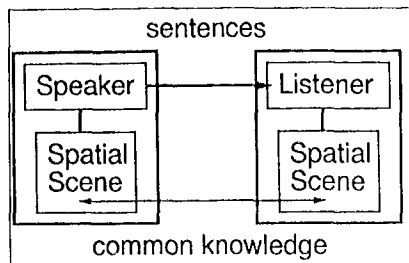 sentences
Speaker
Listener
Spatial
Scene
Spatial
Scene
common knowledge